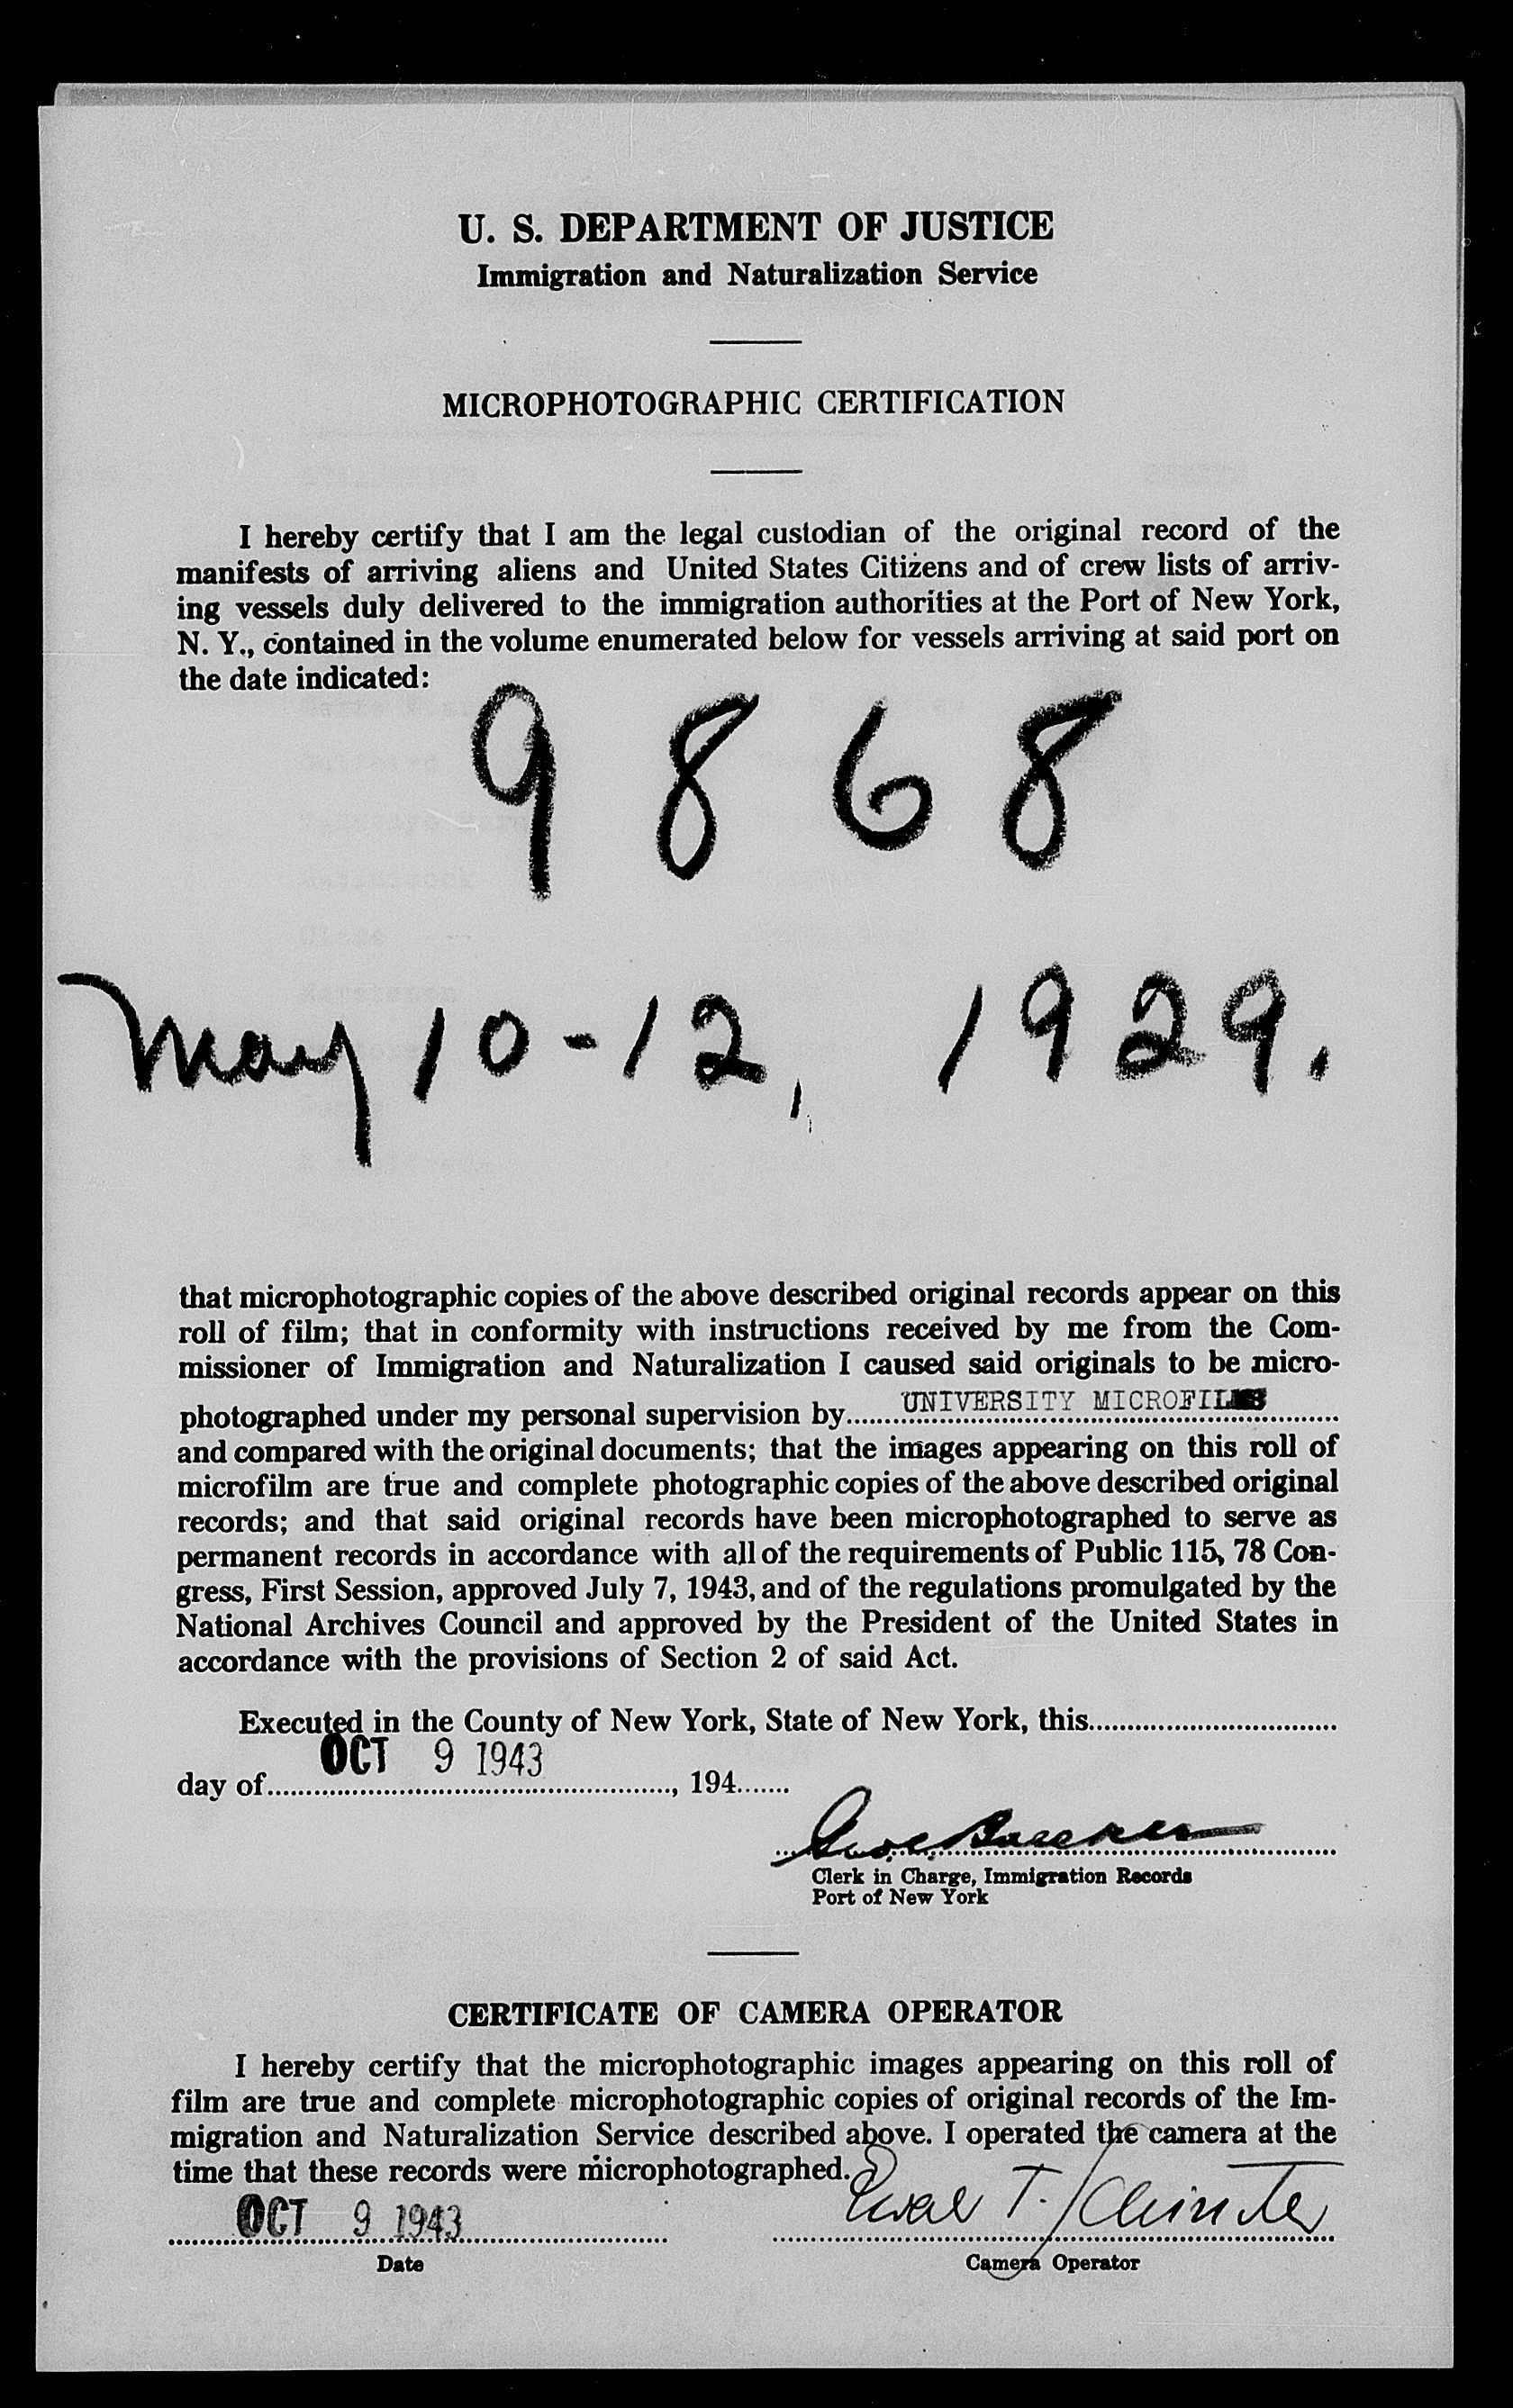 U. S. DEPARTMENT OF JUSTICE
Immigration and Naturalization Service
MICROPHOTOGRAPHIC CERTIFICATION
I hereby certify that I am the legal custodian of the original record of the
manifests of arriving aliens and United States Citizens and of crew lists of arriv-
ing vessels duly delivered to the immigration authorities at the Port of New York,
N. Y., contained in the volume enumerated below for vessels arriving at said port on
the date indicated:
9868
May 10-12, 1929.
that microphotographic copies of the above described original records appear on this
roll of film; that in conformity with instructions received by me from the Com-
missioner of Immigration and Naturalization I caused said originals to be micro-
photographed under my personal supervision by UNIVERSITY MICROFILMS
and compared with the original documents; that the images appearing on this roll of
microfilm are true and complete photographic copies of the above described original
records; and that said original records have been microphotographed to serve as
permanent records in accordance with all of the requirements of Public 115, 78 Con-
gress, First Session, approved July 7, 1943, and of the regulations promulgated by the
National Archives Council and approved by the President of the United States in
accordance with the provisions of Section 2 of said Act.
Executed in the County of New York, State of New York, this
day of OCT 9 1943, 194
Clerk in Charge, Immigration Records
Port of New York
CERTIFICATE OF CAMERA OPERATOR
I hereby certify that the microphotographic images appearing on this roll of
film are true and complete microphotographic copies of original records of the Im-
migration and Naturalization Service described above. I operated the camera at the
time that these records were microphotographed.
OCT 9 1943
Date
Camera Operator